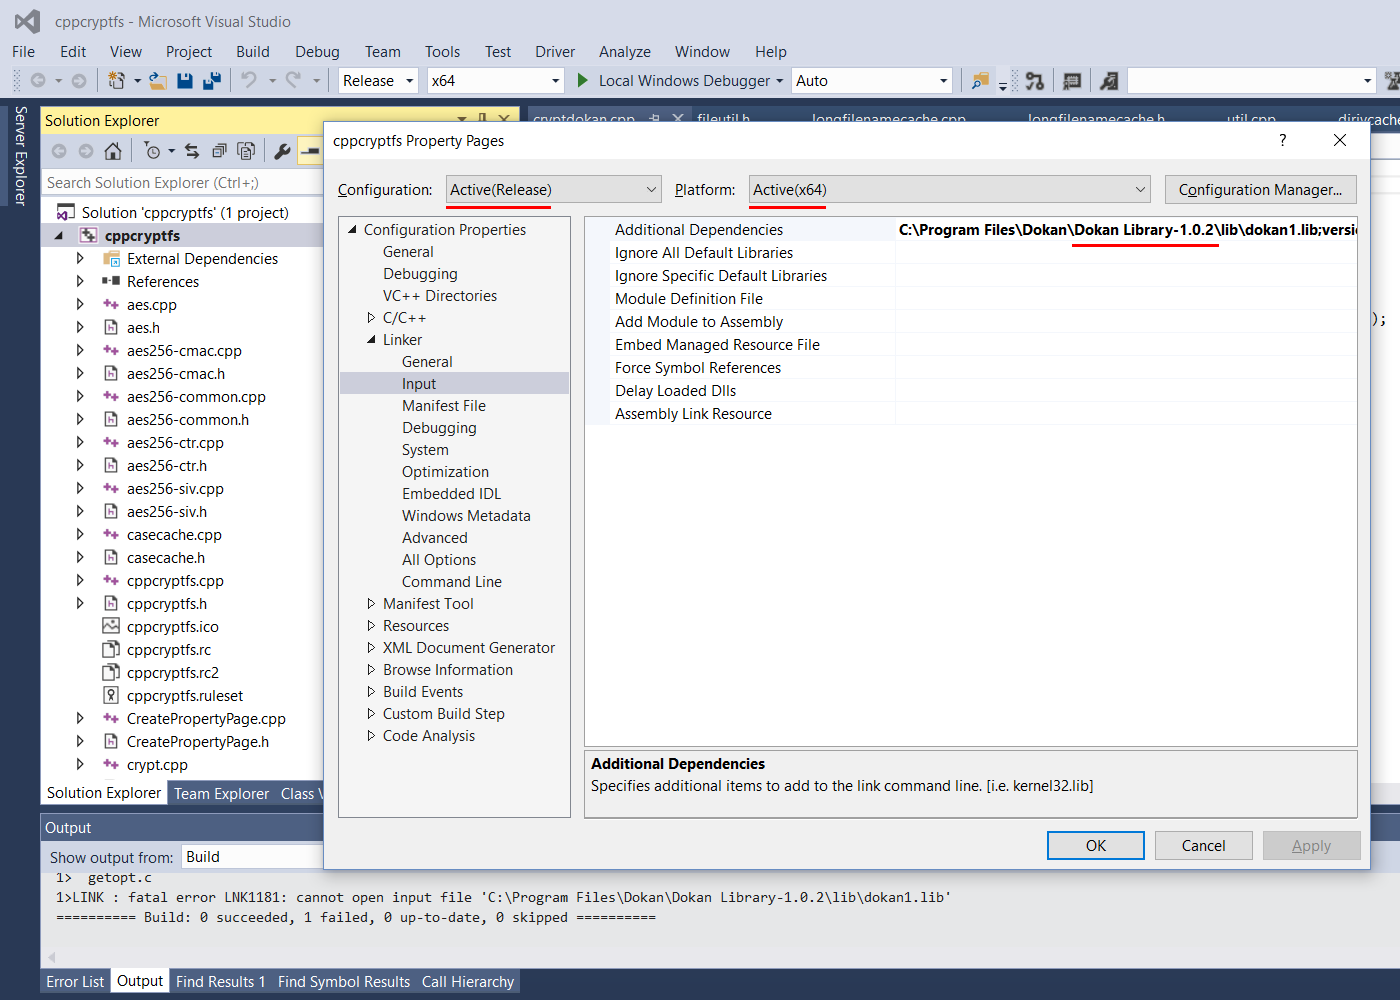 cppcryptfs - Microsoft Visual Studio
File Edit View Project Build Debug Team Tools Test Driver Analyze Window Help
Release x64 Local Windows Debugger Auto
Server Explorer
Solution Explorer
Search Solution Explorer (Ctrl+;)
Solution 'cppcryptfs' (1 project)
cppcryptfs
External Dependencies
References
aes.cpp
aes.h
aes256-cmac.cpp
aes256-cmac.h
aes256-common.cpp
aes256-common.h
aes256-ctr.cpp
aes256-ctr.h
aes256-siv.cpp
aes256-siv.h
casecache.cpp
casecache.h
cppcryptfs.cpp
cppcryptfs.h
cppcryptfs.ico
cppcryptfs.rc
cppcryptfs.rc2
cppcryptfs.ruleset
CreatePropertyPage.cpp
CreatePropertyPage.h
crypt.cpp
Solution Explorer Team Explorer Class V
cryptdokan.cpp fileutil.h longfilenamecache.cpp longfilenamecache.h util.cpp dirivcache
);
cppcryptfs Property Pages ?
Configuration: Active(Release) Platform: Active(x64) Configuration Manager...
Configuration Properties
General
Debugging
VC++ Directories
C/C++
Linker
General
Input
Manifest File
Debugging
System
Optimization
Embedded IDL
Windows Metadata
Advanced
All Options
Command Line
Manifest Tool
Resources
XML Document Generator
Browse Information
Build Events
Custom Build Step
Code Analysis
Additional Dependencies C:\Program Files\Dokan\Dokan Library-1.0.2\lib\dokan1.lib;versio
Ignore All Default Libraries
Ignore Specific Default Libraries
Module Definition File
Add Module to Assembly
Embed Managed Resource File
Force Symbol References
Delay Loaded Dlls
Assembly Link Resource
Additional Dependencies
Specifies additional items to add to the link command line. [i.e. kernel32.lib]
OK Cancel Apply
Output
Show output from: Build
1> getopt.c
1>LINK : fatal error LNK1181: cannot open input file 'C:\Program Files\Dokan\Dokan Library-1.0.2\lib\dokan1.lib'
========== Build: 0 succeeded, 1 failed, 0 up-to-date, 0 skipped ==========
Error List Output Find Results 1 Find Symbol Results Call Hierarchy